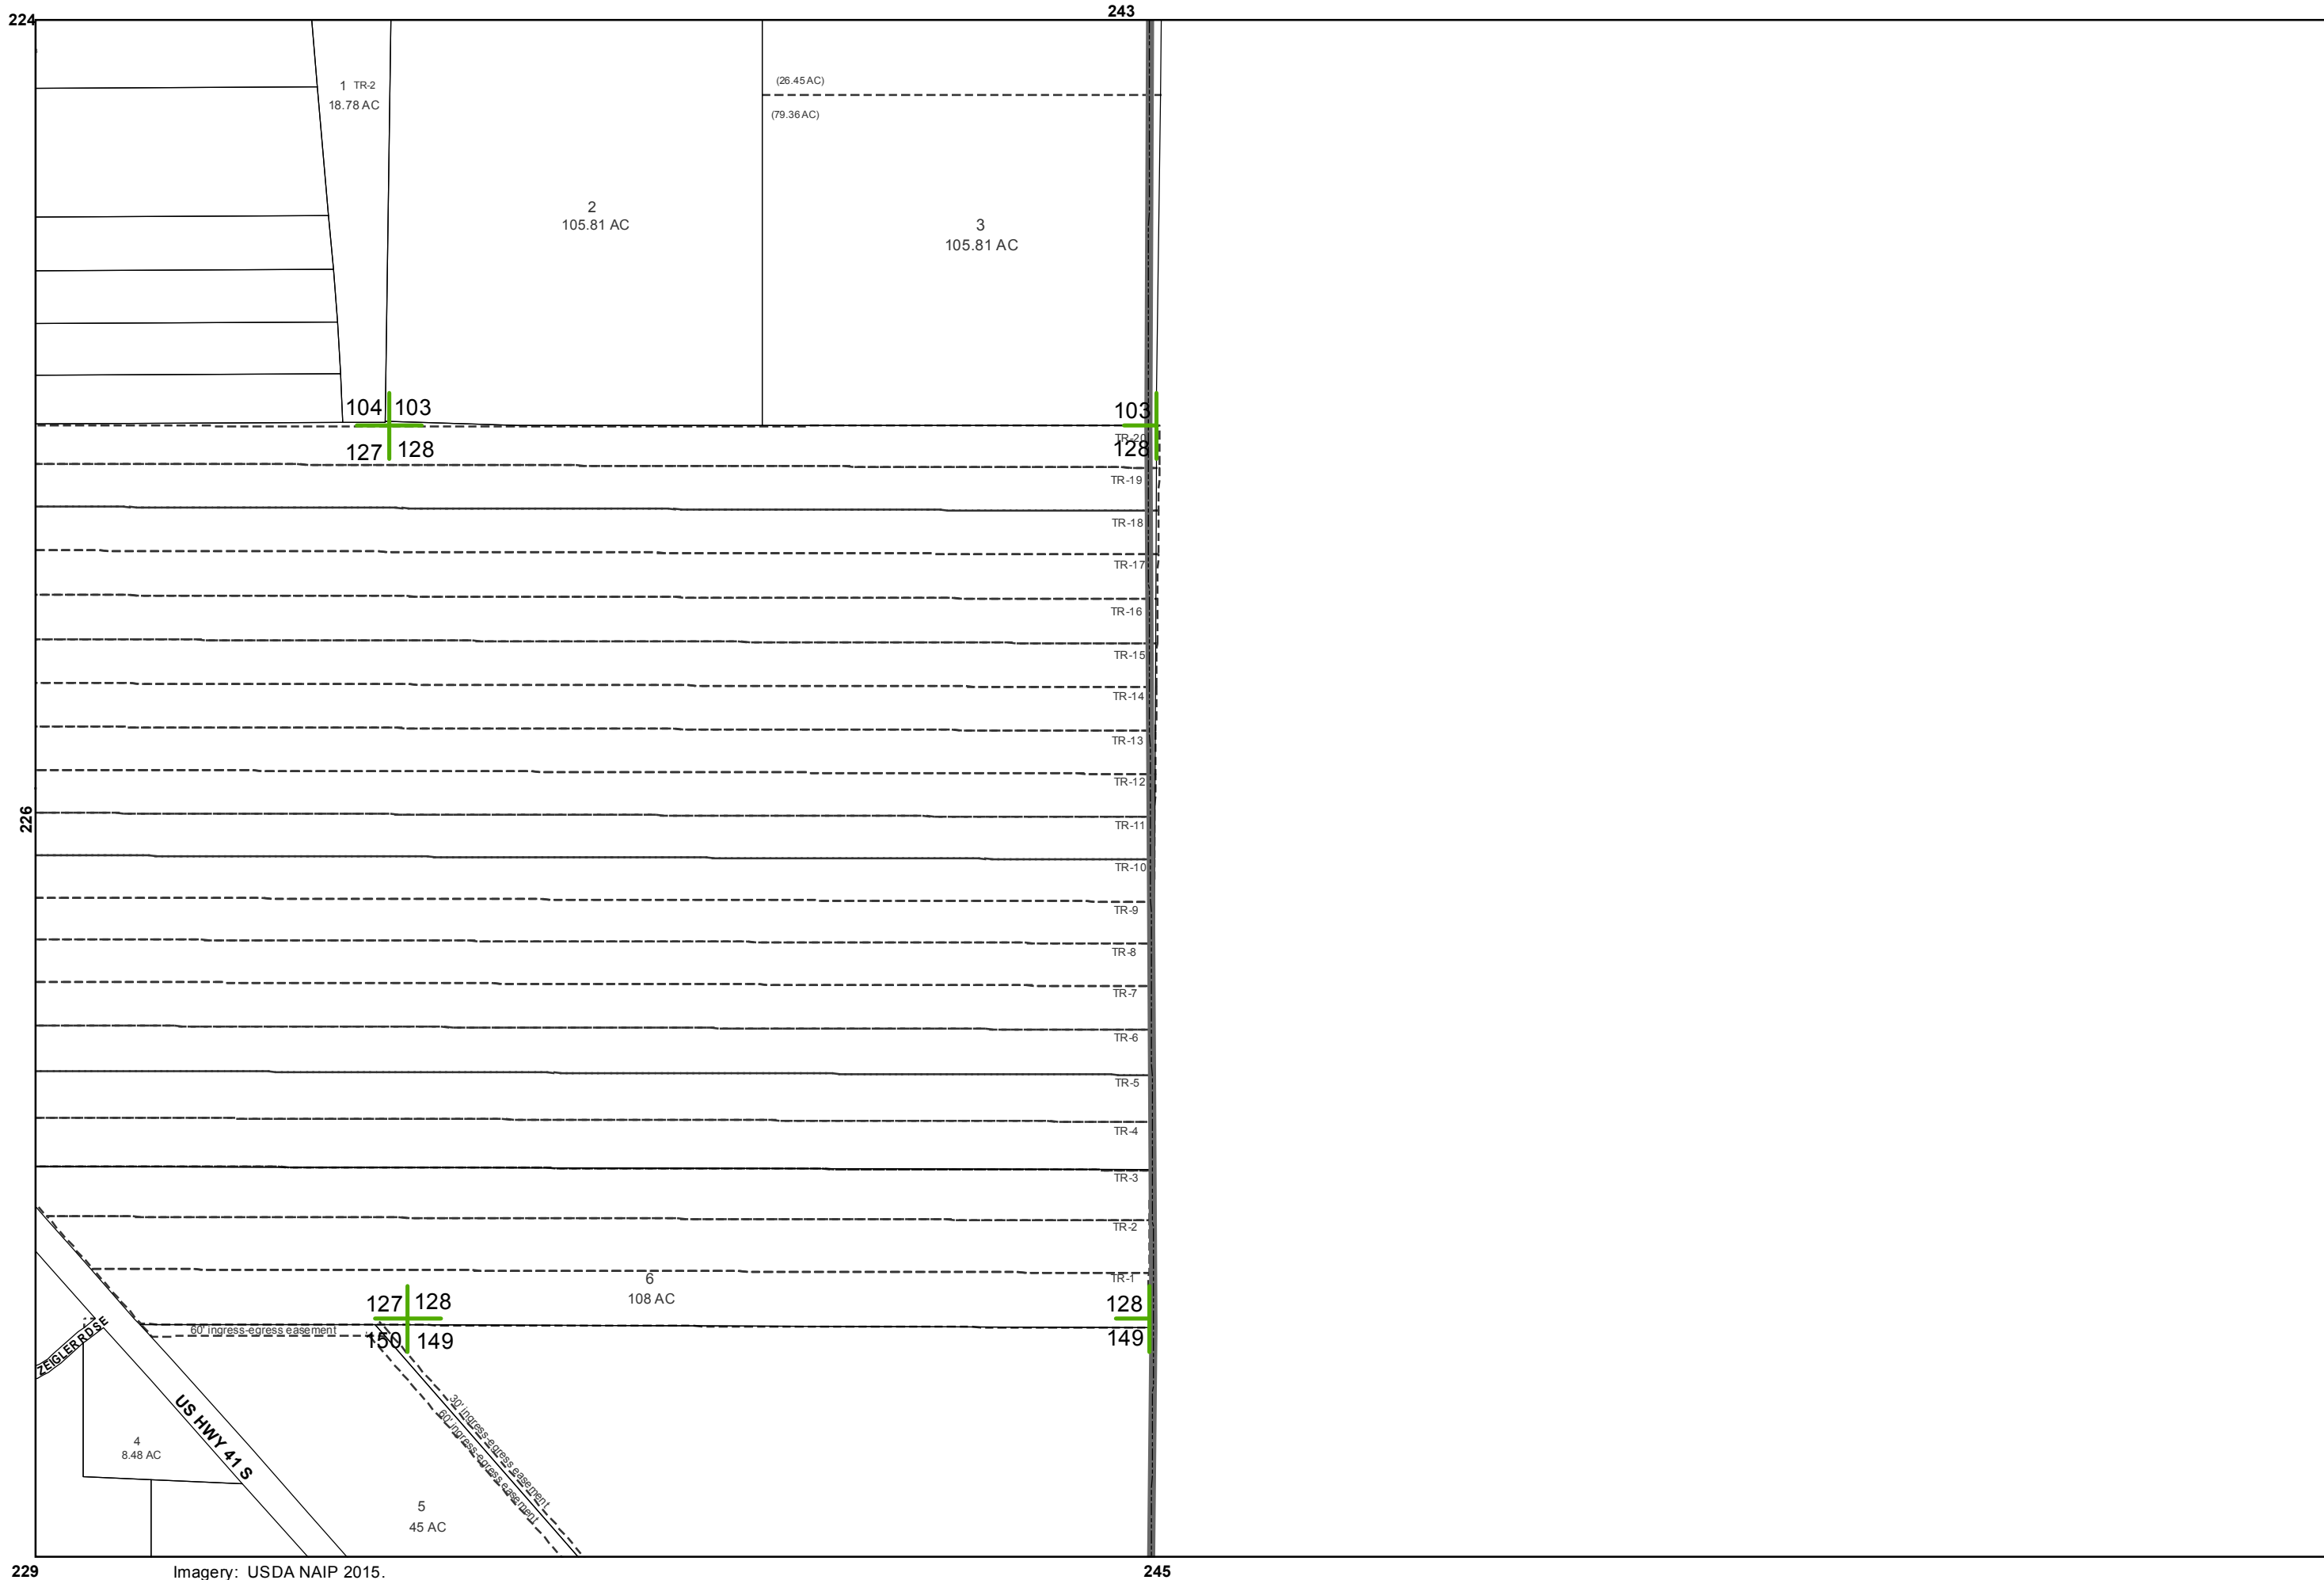 224
243
1 TR-2
18.78 AC
(26.45 AC)
(79.36 AC)
2
105.81 AC
3
105.81 AC
104 103
127 128
103
TR-20
128
TR-19
TR-18
TR-17
TR-16
TR-15
TR-14
TR-13
TR-12
226
TR-11
TR-10
TR-9
TR-8
TR-7
TR-6
TR-5
TR-4
TR-3
TR-2
TR-1
6
108 AC
127 128
150 149
128
149
60' ingress-egress easement
ZEIGLER RD SE
US HWY 41 S
30' ingress-egress easement
60' ingress-egress easement
4
8.48 AC
5
45 AC
229
Imagery: USDA NAIP 2015.
245